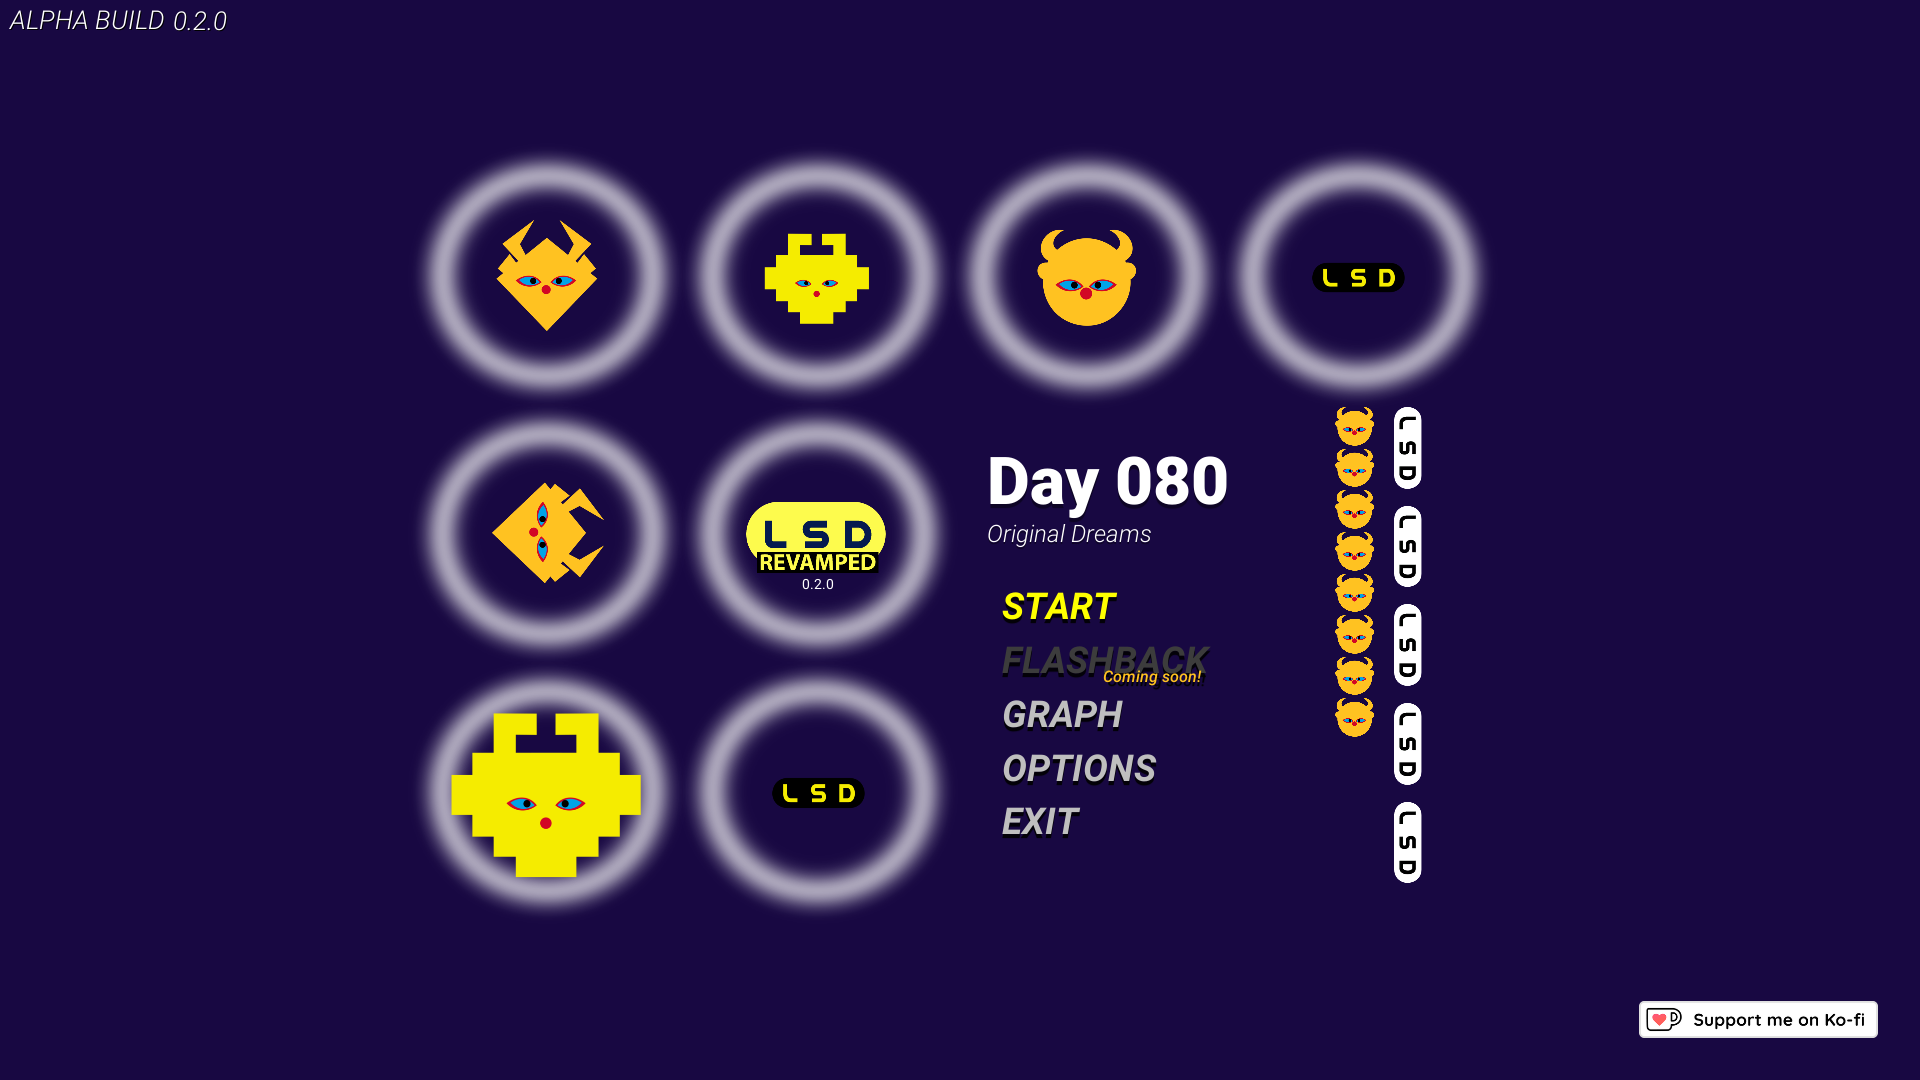 ALPHA BUILD 0.2.0
LSD
LSD
REVAMPED
0.2.0
LSD
Day 080
Original Dreams
START
FLASHBACK
Coming soon!
GRAPH
OPTIONS
EXIT
LSD
LSD
LSD
LSD
LSD
Support me on Ko-fi